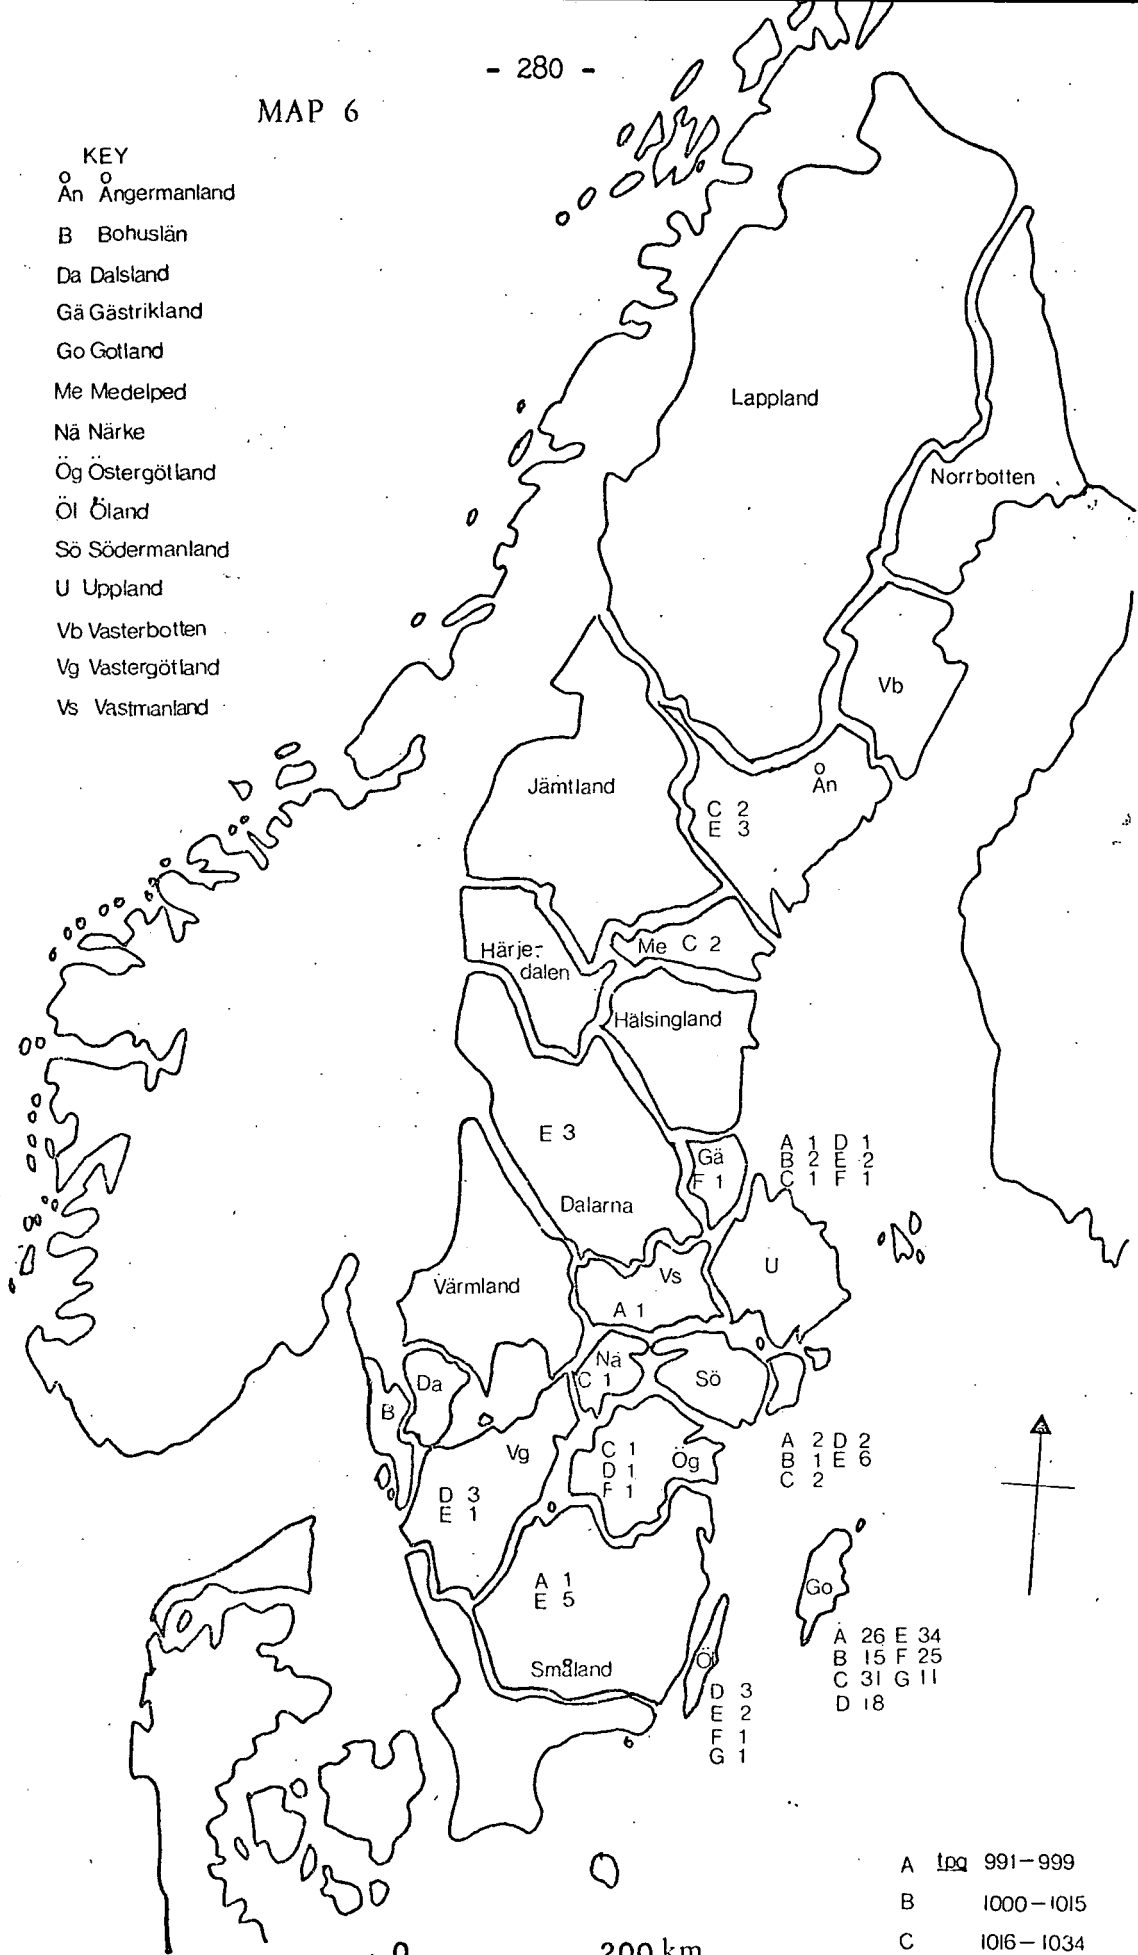 - 280 -
MAP 6
KEY
Ån Ångermanland
B Bohuslän
Da Dalsland
Gä Gästrikland
Go Gotland
Me Medelped
Nä Närke
Ög Östergötland
Öl Öland
Sö Södermanland
U Uppland
Vb Vasterbotten
Vg Vastergötland
Vs Vastmanland
Lappland
Norrbotten
Vb
Jämtland
Ån
C 2
E 3
Härje-
dalen
Me C 2
Hälsingland
E 3
Dalarna
Gä
F 1
A 1 D 1
B 2 E 2
C 1 F 1
U
Värmland
Vs
A 1
Nä
C 1
Sö
Da
B
Vg
D 3
E 1
C 1
D 1
F 1
Ög
A 2 D 2
B 1 E 6
C 2
A 1
E 5
Småland
Go
A 26 E 34
B 15 F 25
C 31 G 11
D 18
Öl
D 3
E 2
F 1
G 1
A tpq 991-999
B 1000-1015
C 1016-1034
0 200 km